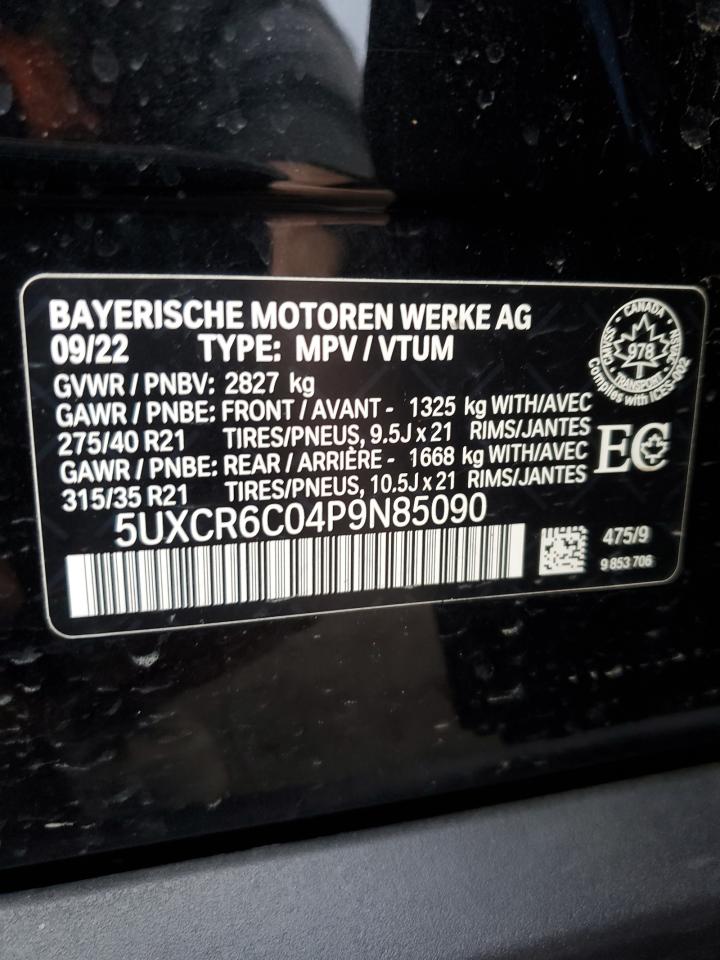 BAYERISCHE MOTOREN WERKE AG
09/22 TYPE: MPV / VTUM
GVWR / PNBV: 2827 kg
GAWR / PNBE: FRONT / AVANT - 1325 kg WITH/AVEC
275/40 R21 TIRES/PNEUS, 9.5J x 21 RIMS/JANTES
GAWR / PNBE: REAR / ARRIÈRE - 1668 kg WITH/AVEC
315/35 R21 TIRES/PNEUS, 10.5J x 21 RIMS/JANTES
5UXCR6C04P9N85090
CANADA
978
TRANSPORT
Complies with ICES-002
EC
475/9
9 853 706